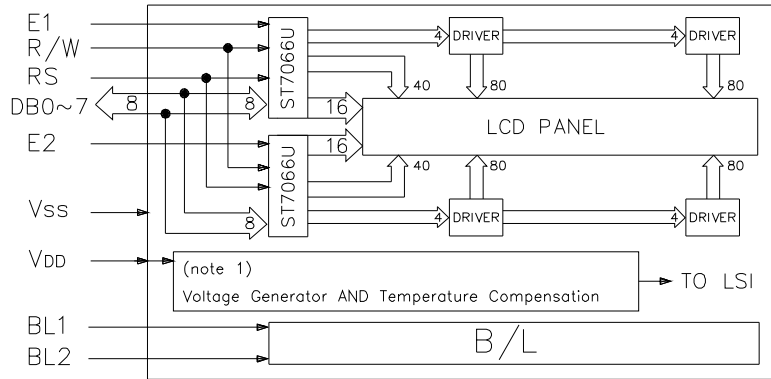 E1
R/W
RS
DB0~7
8
8
E2
ST7066U
ST7066U
4
DRIVER
4
DRIVER
40
80
80
16
LCD PANEL
16
40
80
80
8
4
DRIVER
4
DRIVER
VSS
VDD
(note 1)
Voltage Generator AND Temperature Compensation
TO LSI
BL1
BL2
B/L